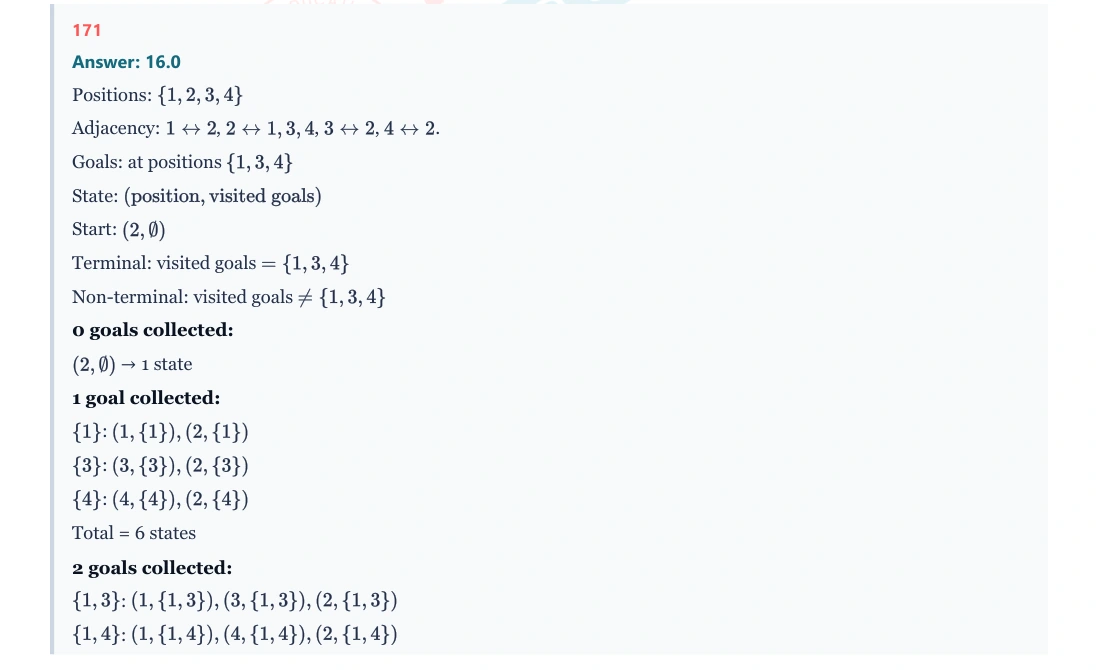 171
Answer: 16.0
Positions: {1, 2, 3, 4}
Adjacency: 1 ↔ 2, 2 ↔ 1, 3, 4, 3 ↔ 2, 4 ↔ 2.
Goals: at positions {1, 3, 4}
State: (position, visited goals)
Start: (2, ∅)
Terminal: visited goals = {1, 3, 4}
Non-terminal: visited goals ≠ {1, 3, 4}
0 goals collected:
(2, ∅) → 1 state
1 goal collected:
{1}: (1, {1}), (2, {1})
{3}: (3, {3}), (2, {3})
{4}: (4, {4}), (2, {4})
Total = 6 states
2 goals collected:
{1, 3}: (1, {1, 3}), (3, {1, 3}), (2, {1, 3})
{1, 4}: (1, {1, 4}), (4, {1, 4}), (2, {1, 4})